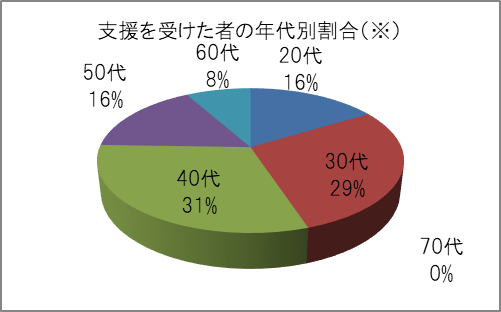 支援を受けた者の年代別割合(※)
20代
16%
30代
29%
40代
31%
50代
16%
60代
8%
70代
0%